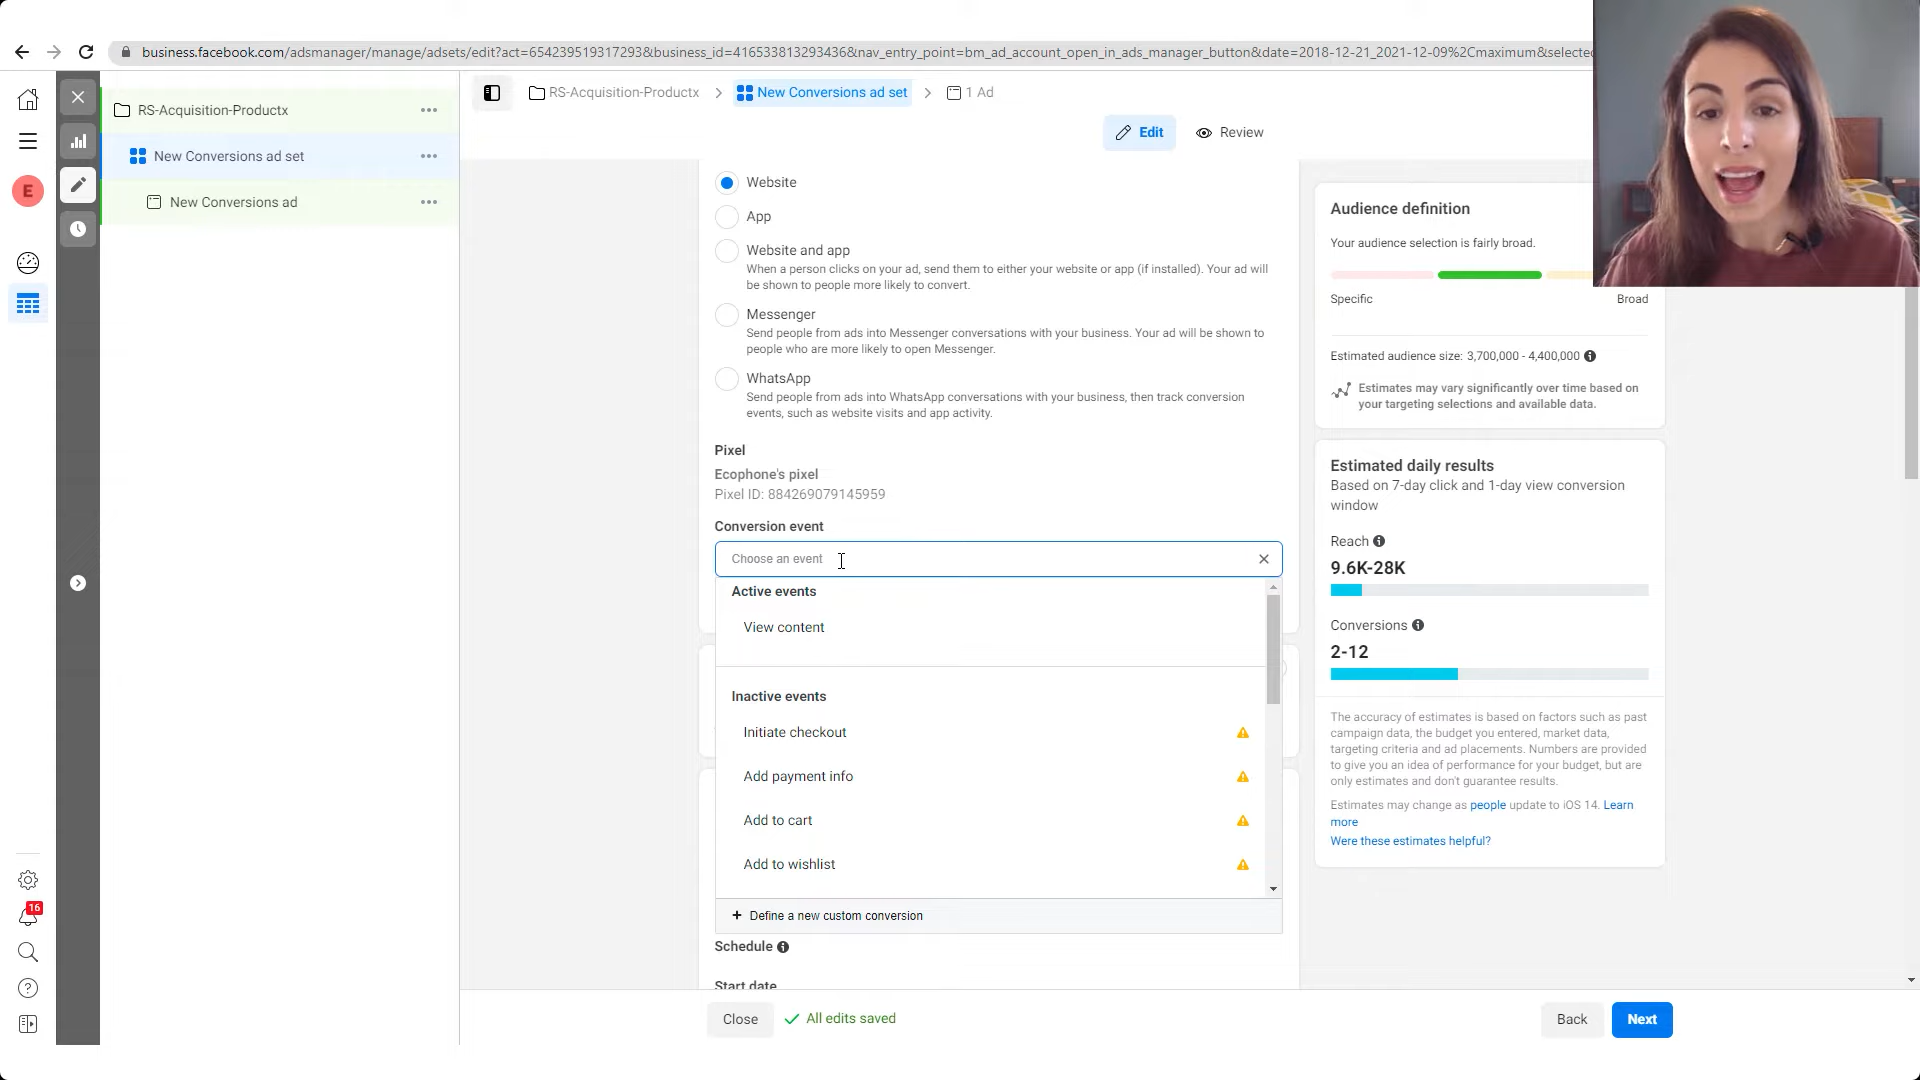 business.facebook.com/adsmanager/manage/adsets/edit?act=654239519317293&business_id=416533813293436&nav_entry_point=bm_ad_account_open_in_ads_manager_button&date=2018-12-21_2021-12-09%2Cmaximum&selected
RS-Acquisition-Productx
New Conversions ad set
New Conversions ad
E
16
RS-Acquisition-Productx > New Conversions ad set > 1 Ad
Edit Review
Website
App
Website and app
When a person clicks on your ad, send them to either your website or app (if installed). Your ad will
be shown to people more likely to convert.
Messenger
Send people from ads into Messenger conversations with your business. Your ad will be shown to
people who are more likely to open Messenger.
WhatsApp
Send people from ads into WhatsApp conversations with your business, then track conversion
events, such as website visits and app activity.
Pixel
Ecophone's pixel
Pixel ID: 884269079145959
Conversion event
Choose an event
Active events
View content
Inactive events
Initiate checkout
Add payment info
Add to cart
Add to wishlist
+ Define a new custom conversion
Schedule
Start date
Close
All edits saved
Back
Next
Audience definition
Your audience selection is fairly broad.
Specific Broad
Estimated audience size: 3,700,000 - 4,400,000
Estimates may vary significantly over time based on
your targeting selections and available data.
Estimated daily results
Based on 7-day click and 1-day view conversion
window
Reach
9.6K-28K
Conversions
2-12
The accuracy of estimates is based on factors such as past
campaign data, the budget you entered, market data,
targeting criteria and ad placements. Numbers are provided
to give you an idea of performance for your budget, but are
only estimates and don't guarantee results.
Estimates may change as people update to iOS 14. Learn
more
Were these estimates helpful?